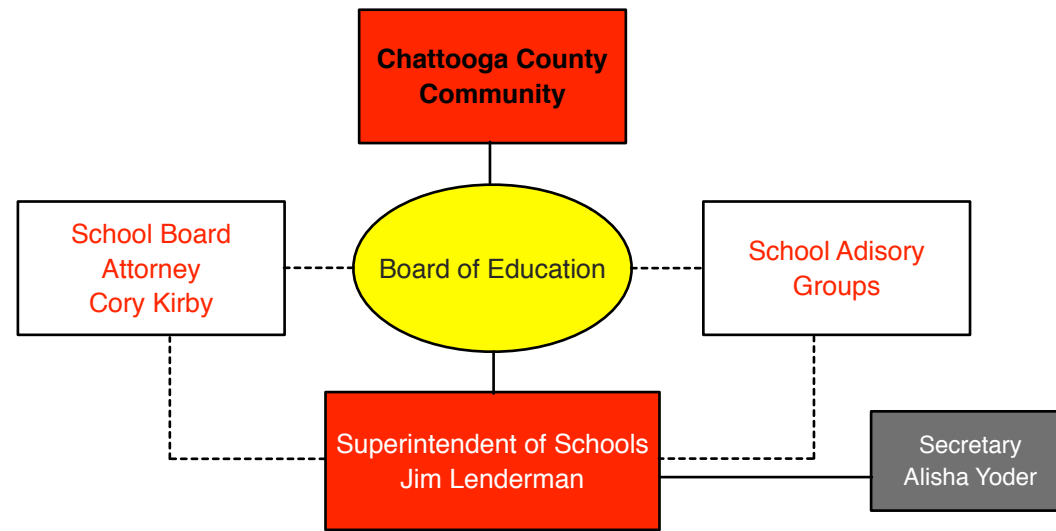 Chattooga County
Community
School Board
Attorney
Cory Kirby
Board of Education
School Adisory
Groups
Superintendent of Schools
Jim Lenderman
Secretary
Alisha Yoder